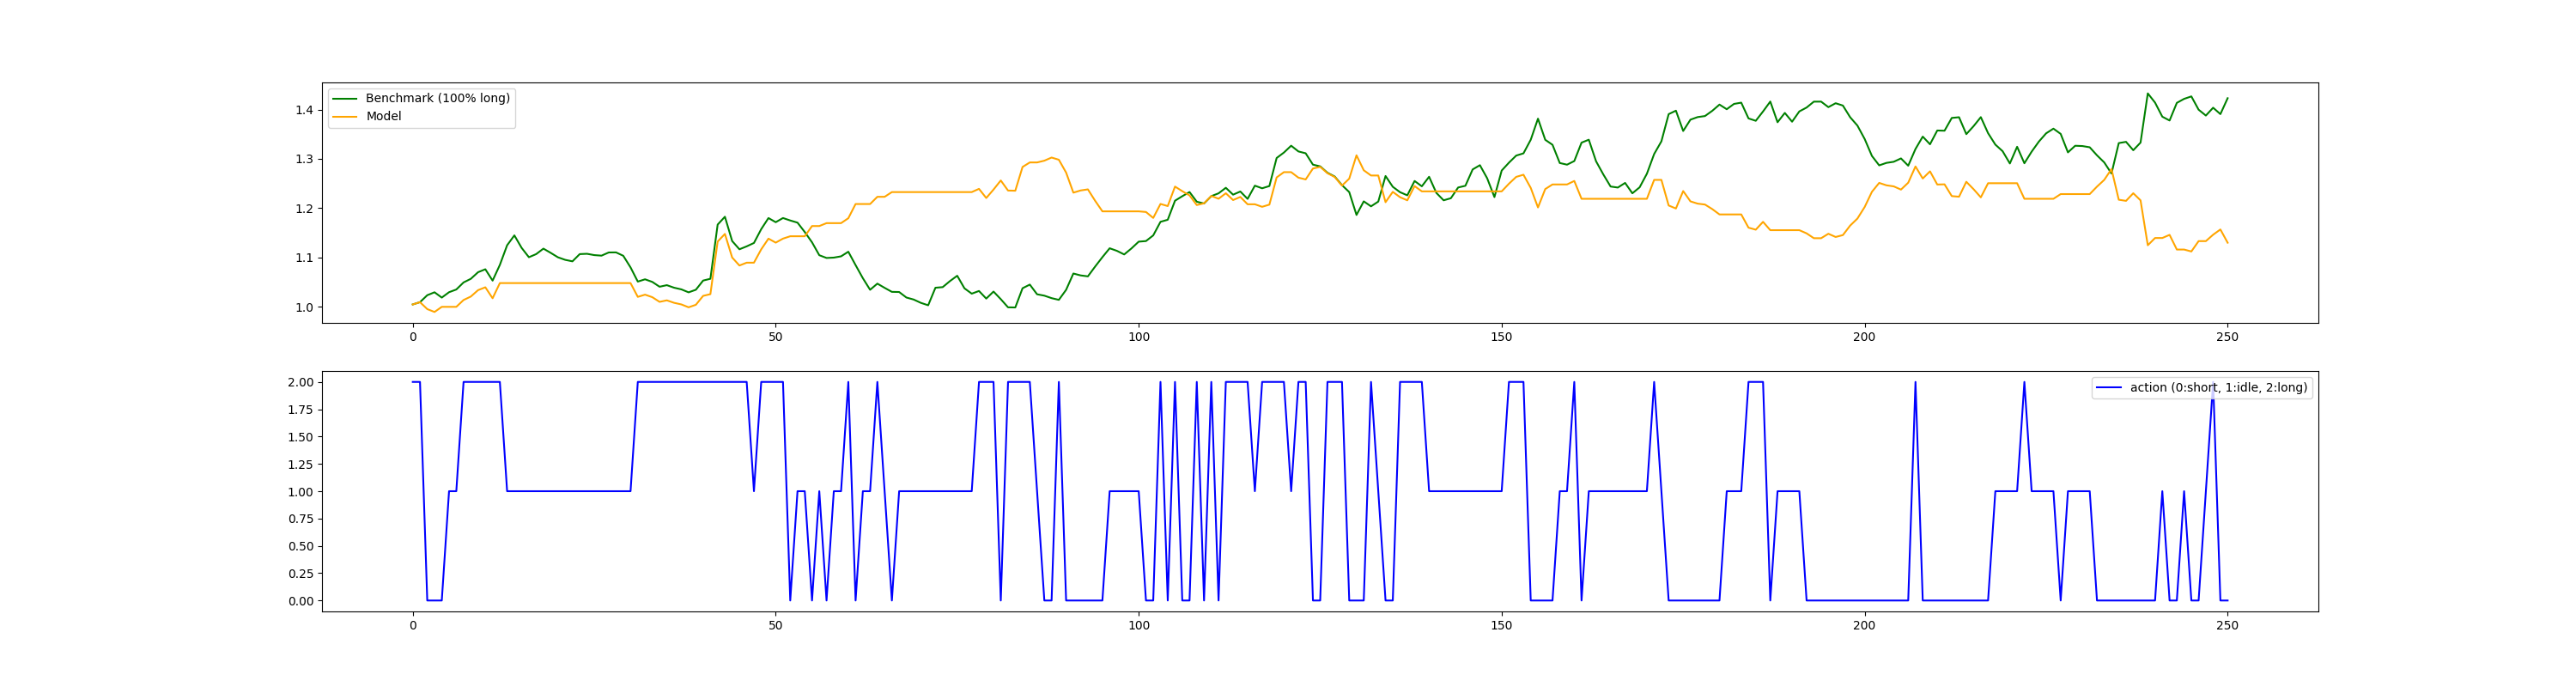 Benchmark (100% long)
Model
1.4
1.3
1.2
1.1
1.0
0 50 100 150 200 250
action (0:short, 1:idle, 2:long)
2.00
1.75
1.50
1.25
1.00
0.75
0.50
0.25
0.00
0 50 100 150 200 250